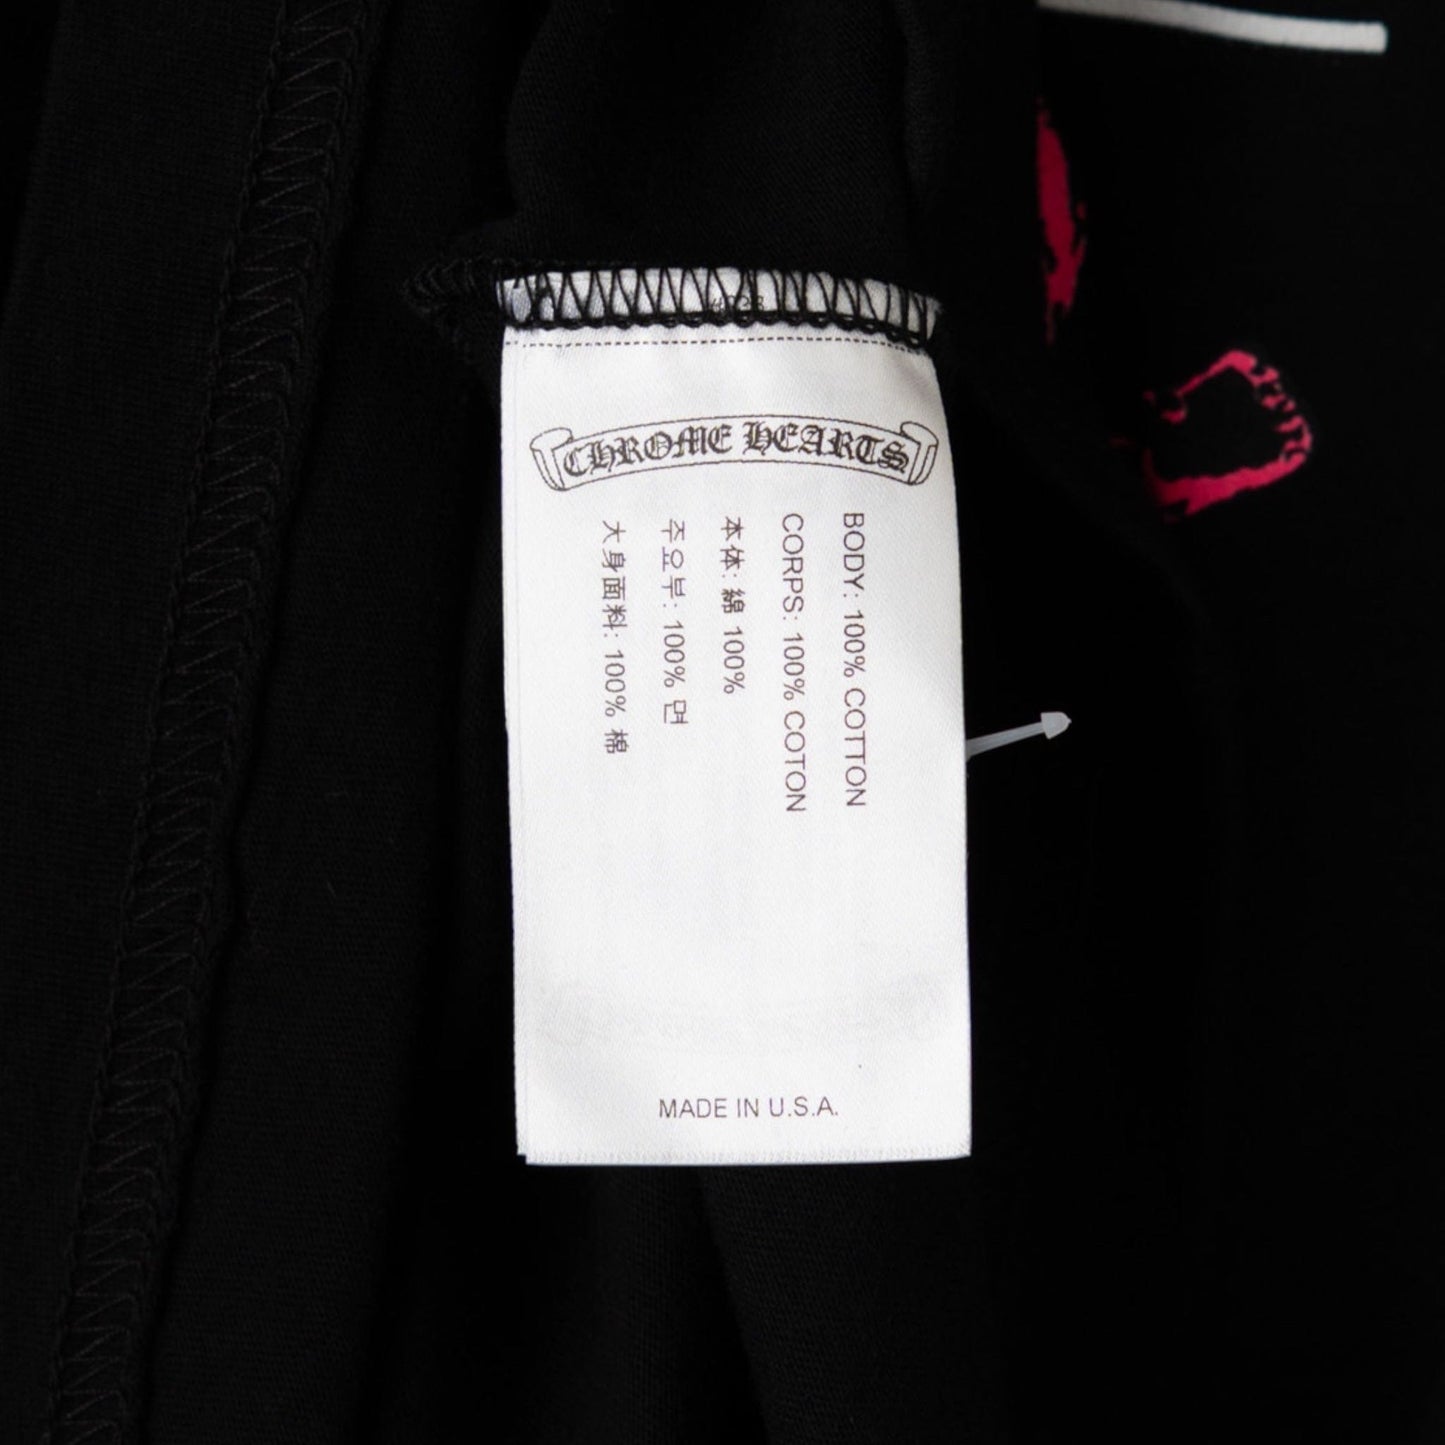 CHROME HEARTS
BODY: 100% COTTON
CORPS: 100% COTON
本体: 綿 100%
주요부: 100% 면
大身面料: 100% 棉
MADE IN U.S.A.